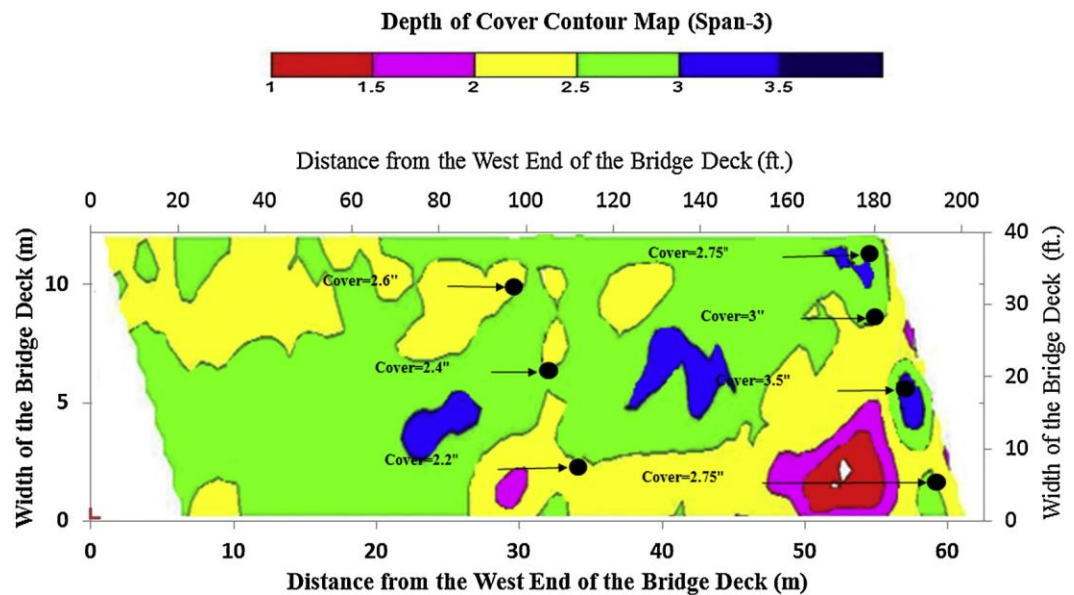 Depth of Cover Contour Map (Span-3)
1 1.5 2 2.5 3 3.5
Distance from the West End of the Bridge Deck (ft.)
0 20 40 60 80 100 120 140 160 180 200
Width of the Bridge Deck (m)
10
5
0
Cover=2.75"
Cover=2.6"
Cover=3"
Cover=2.4"
Cover=3.5"
Cover=2.2"
Cover=2.75"
40
30
20
10
0
Width of the Bridge Deck (ft.)
0 10 20 30 40 50 60
Distance from the West End of the Bridge Deck (m)